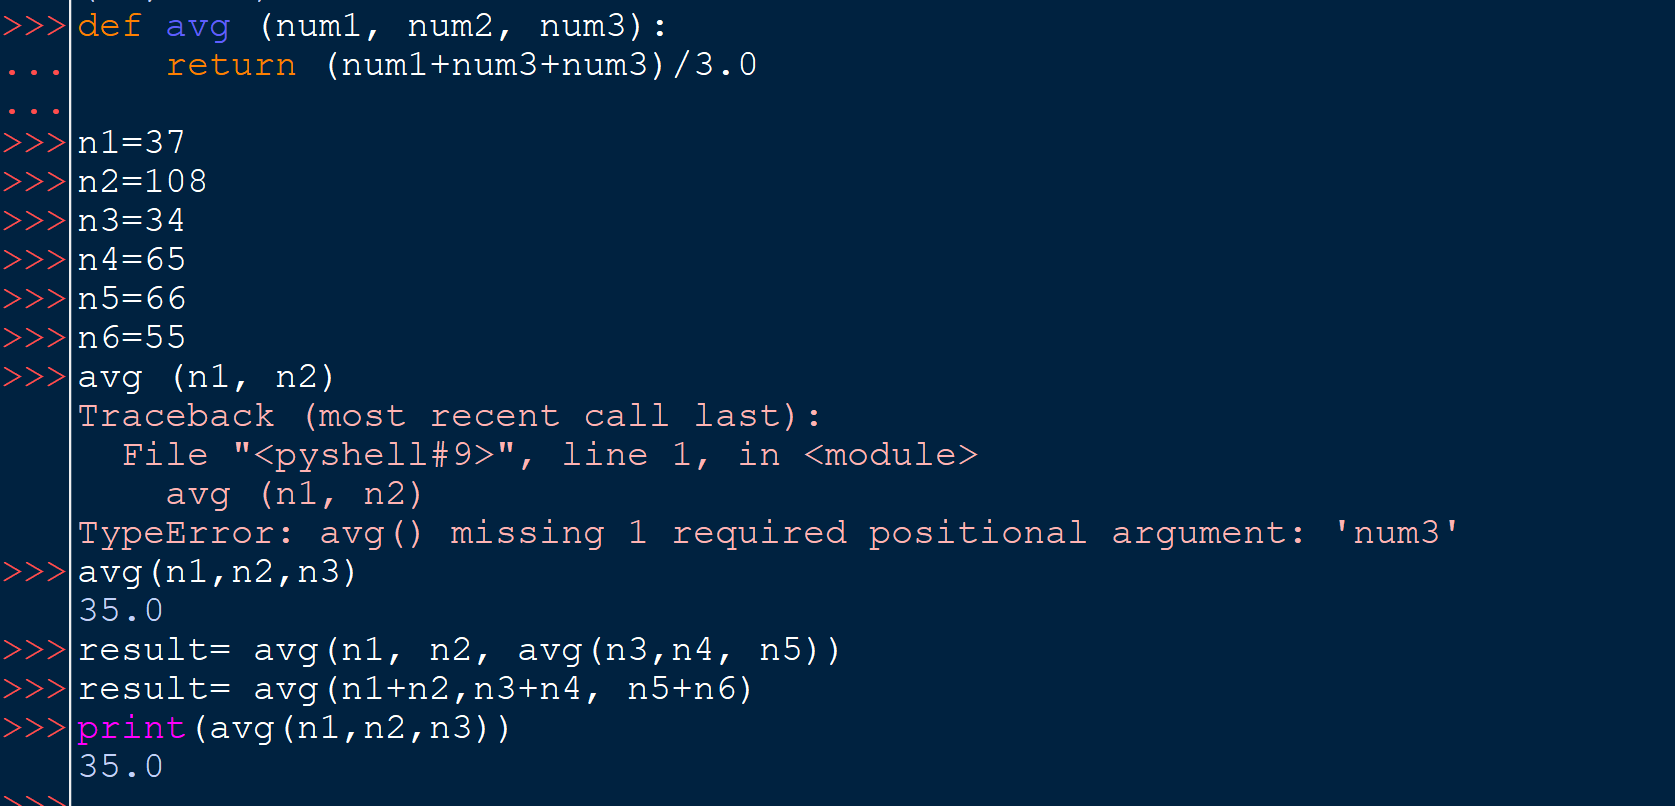 >>> def avg (num1, num2, num3):
...     return (num1+num3+num3)/3.0
...
>>> n1=37
>>> n2=108
>>> n3=34
>>> n4=65
>>> n5=66
>>> n6=55
>>> avg (n1, n2)
Traceback (most recent call last):
  File "<pyshell#9>", line 1, in <module>
    avg (n1, n2)
TypeError: avg() missing 1 required positional argument: 'num3'
>>> avg(n1,n2,n3)
35.0
>>> result= avg(n1, n2, avg(n3,n4, n5))
>>> result= avg(n1+n2,n3+n4, n5+n6)
>>> print(avg(n1,n2,n3))
35.0
>>>